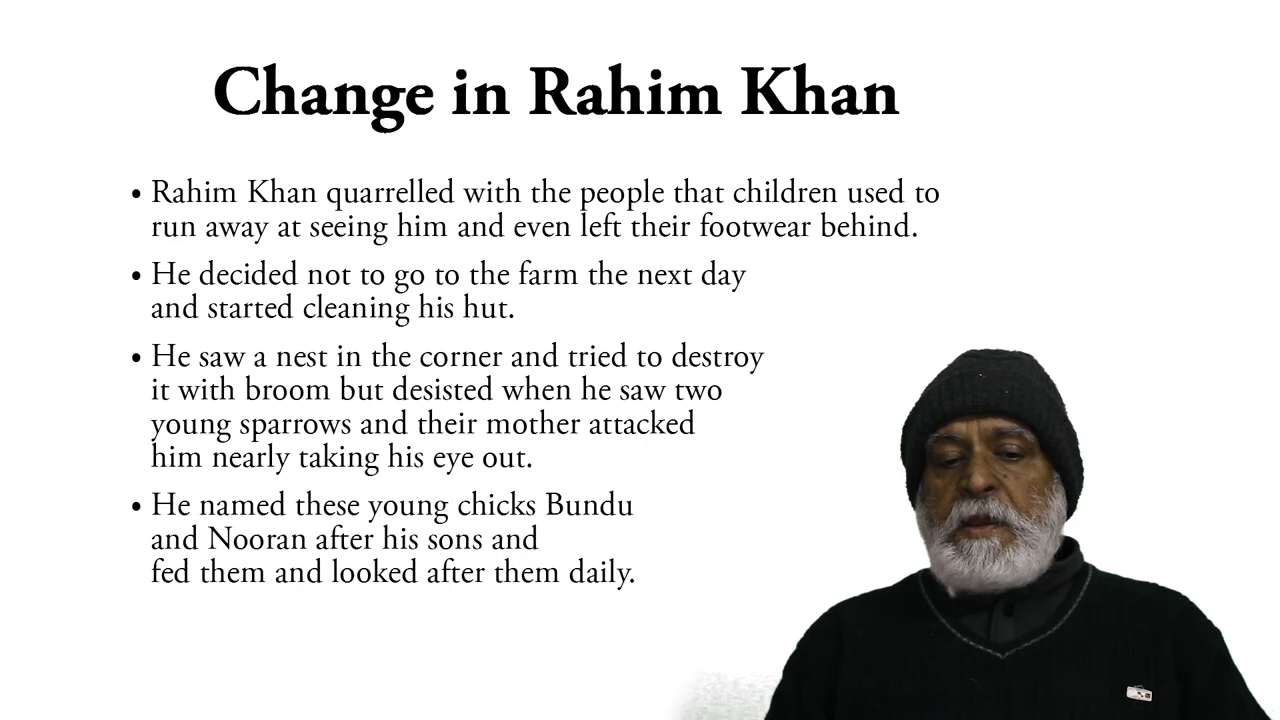 Change in Rahim Khan
• Rahim Khan quarrelled with the people that children used to
run away at seeing him and even left their footwear behind.
• He decided not to go to the farm the next day
and started cleaning his hut.
• He saw a nest in the corner and tried to destroy
it with broom but desisted when he saw two
young sparrows and their mother attacked
him nearly taking his eye out.
• He named these young chicks Bundu
and Nooran after his sons and
fed them and looked after them daily.